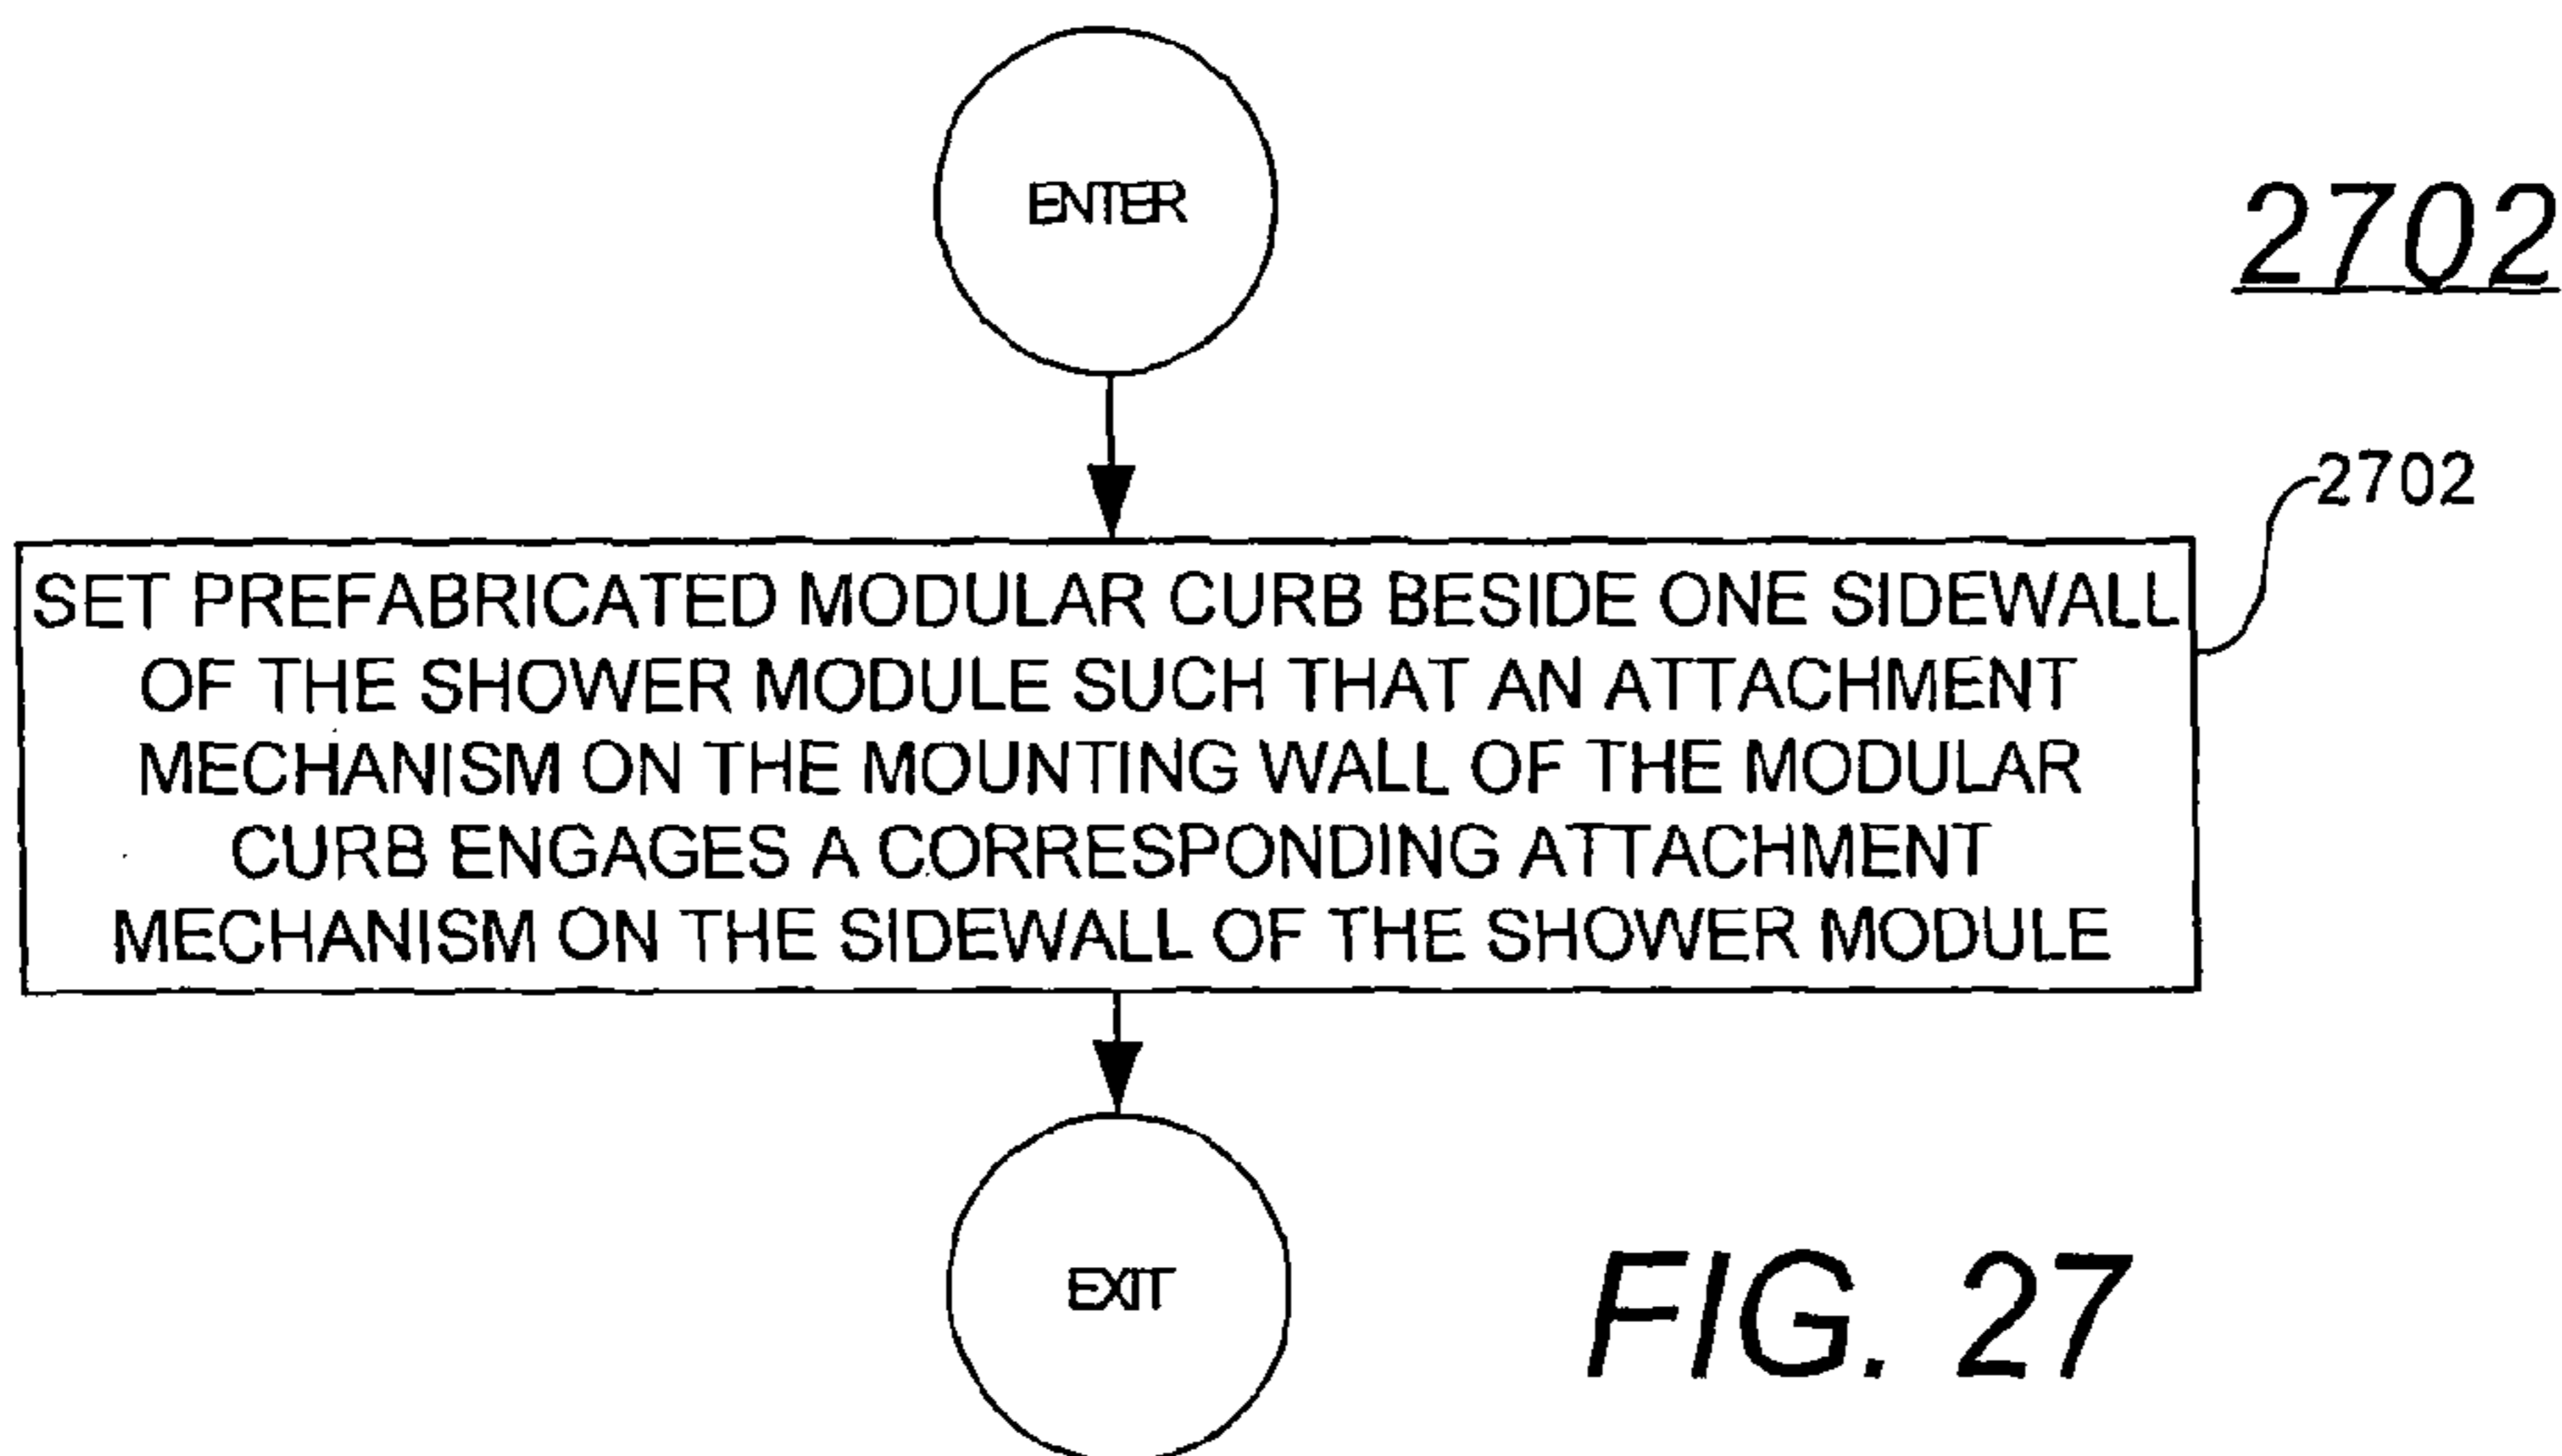 ENTER
2702
2702
SET PREFABRICATED MODULAR CURB BESIDE ONE SIDEWALL
OF THE SHOWER MODULE SUCH THAT AN ATTACHMENT
MECHANISM ON THE MOUNTING WALL OF THE MODULAR
CURB ENGAGES A CORRESPONDING ATTACHMENT
MECHANISM ON THE SIDEWALL OF THE SHOWER MODULE
EXIT
FIG. 27